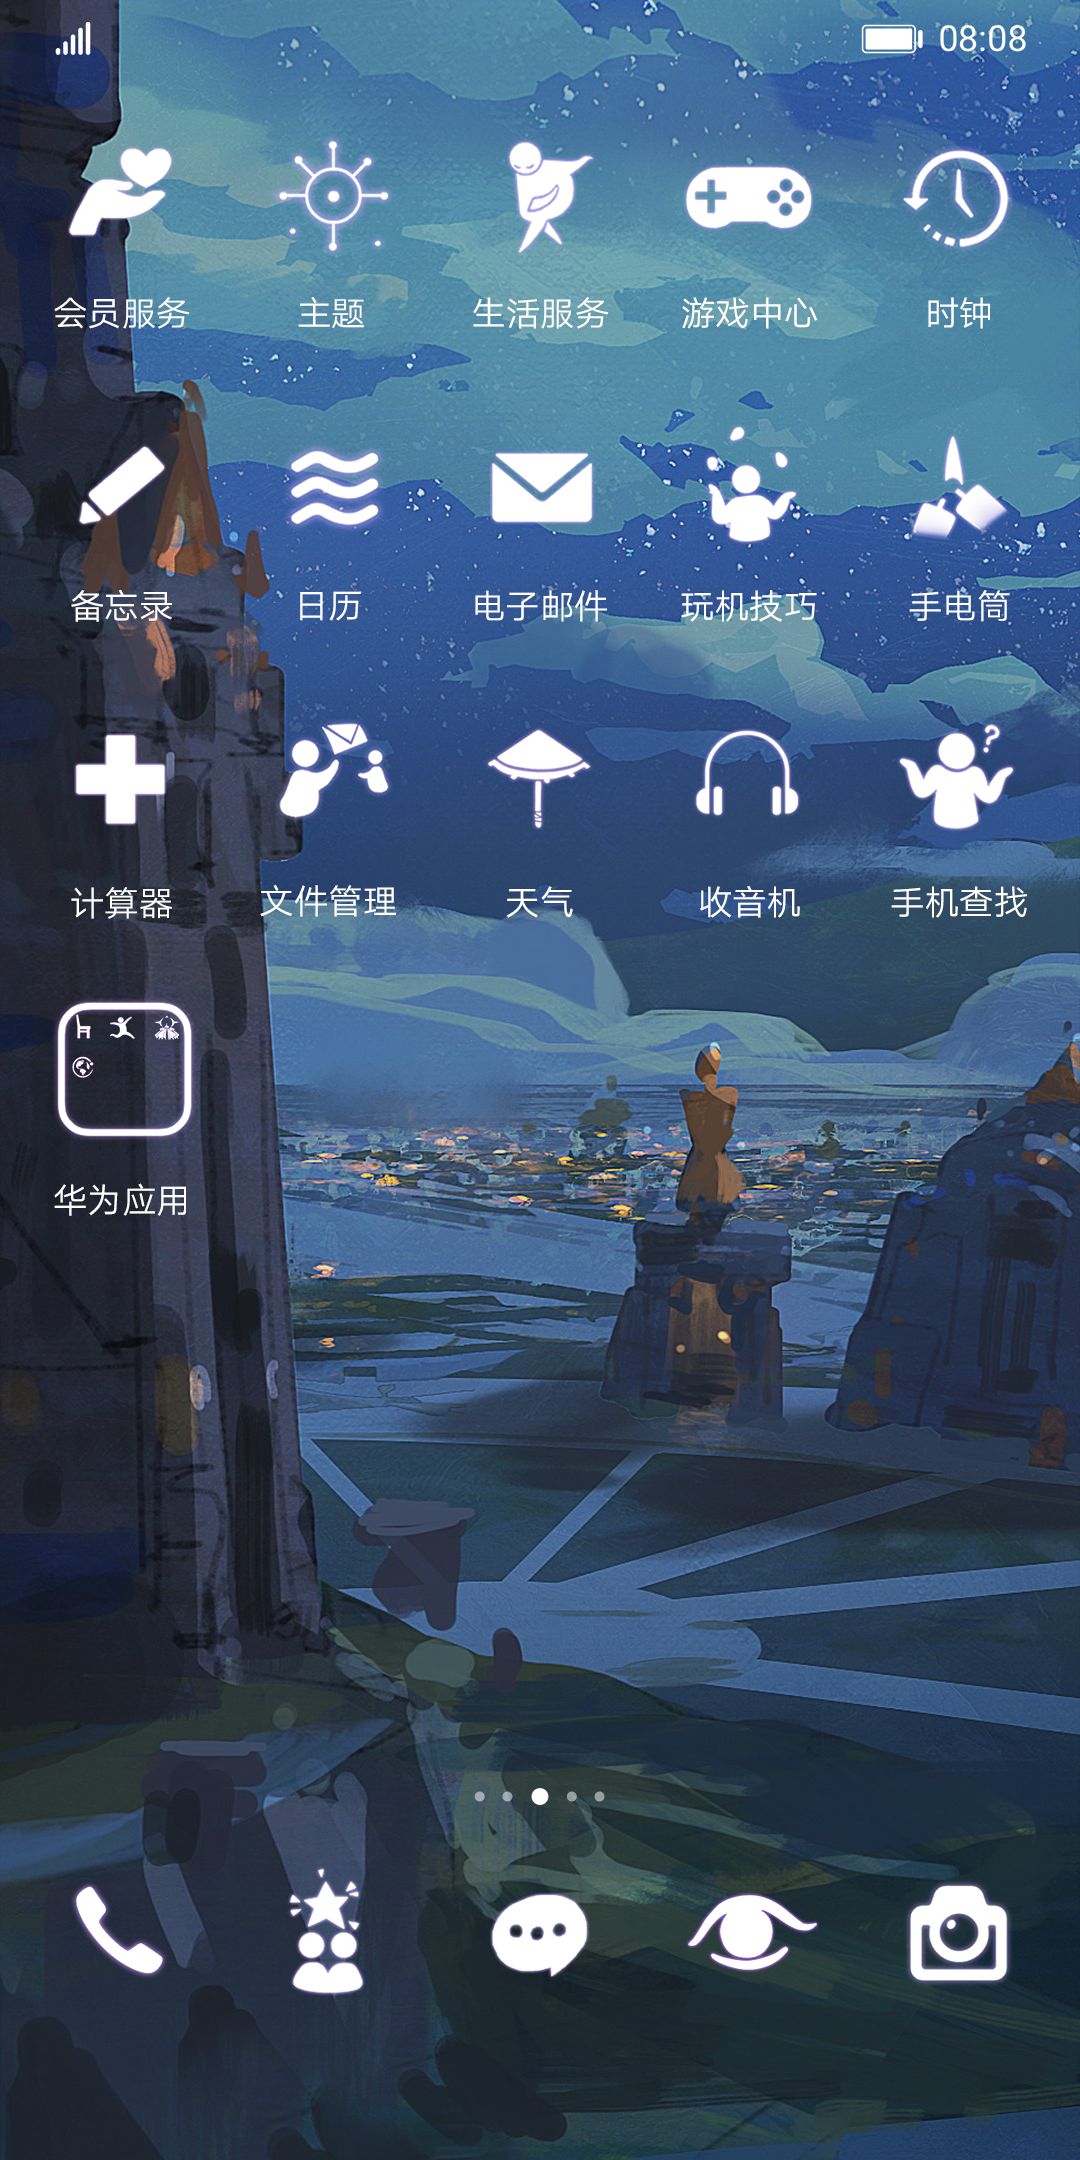 08:08
会员服务
主题
生活服务
游戏中心
时钟
备忘录
日历
电子邮件
玩机技巧
手电筒
计算器
文件管理
天气
收音机
手机查找
华为应用